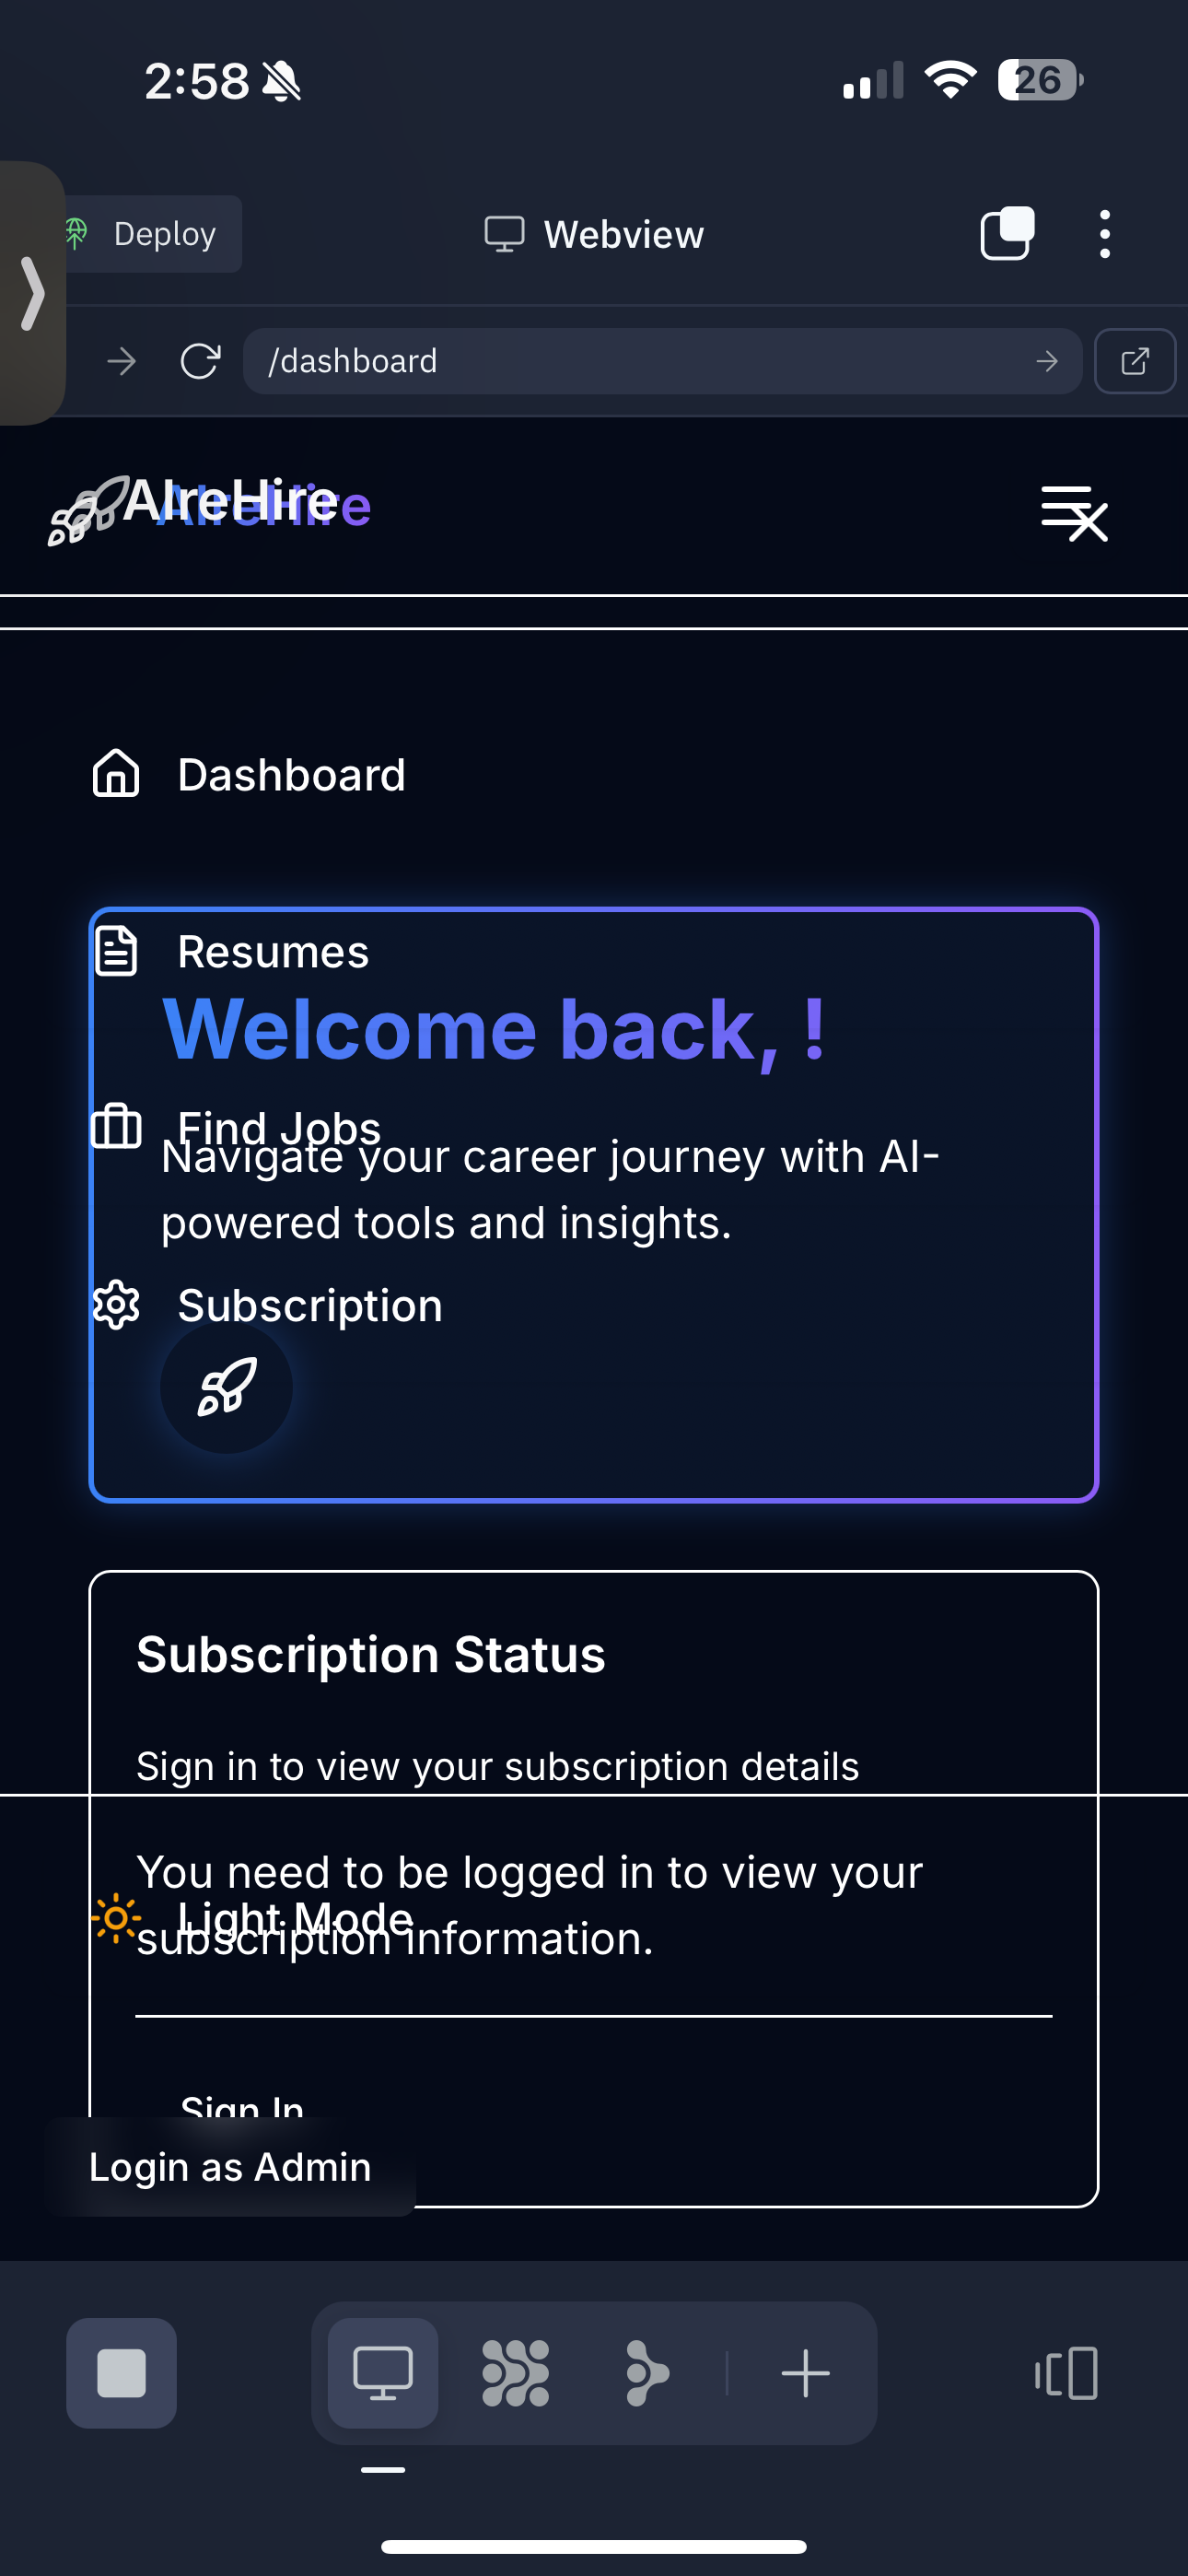 2:58
26
Deploy
Webview
/dashboard
AIreHire
AIreHire
Dashboard
Resumes
Welcome back, !
Find Jobs
Navigate your career journey with AI-
powered tools and insights.
Subscription
Subscription Status
Sign in to view your subscription details
You need to be logged in to view your
Light Mode
subscription information.
Sign In
Login as Admin